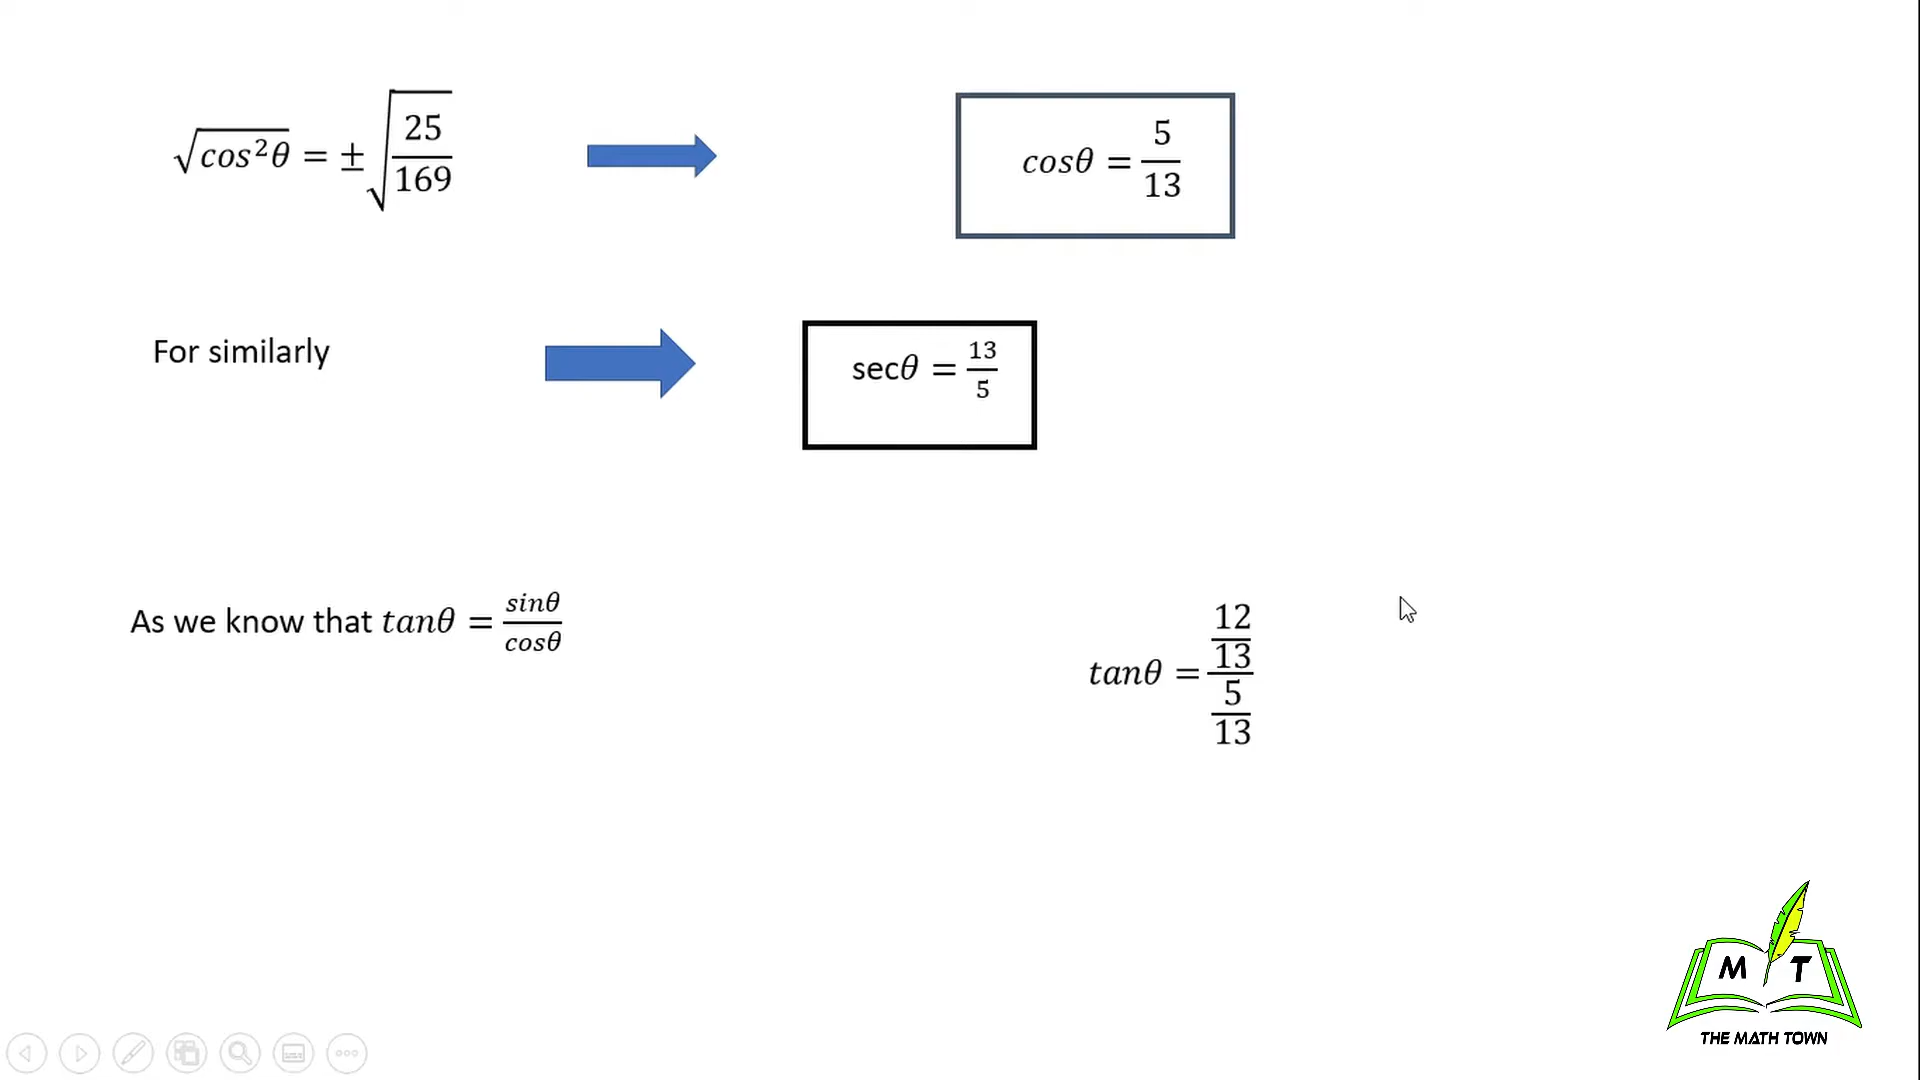 √cos²θ = ±√25/169
cosθ = 5/13
For similarly
secθ = 13/5
As we know that tanθ = sinθ/cosθ
tanθ = 12/13/5/13
M T
THE MATH TOWN